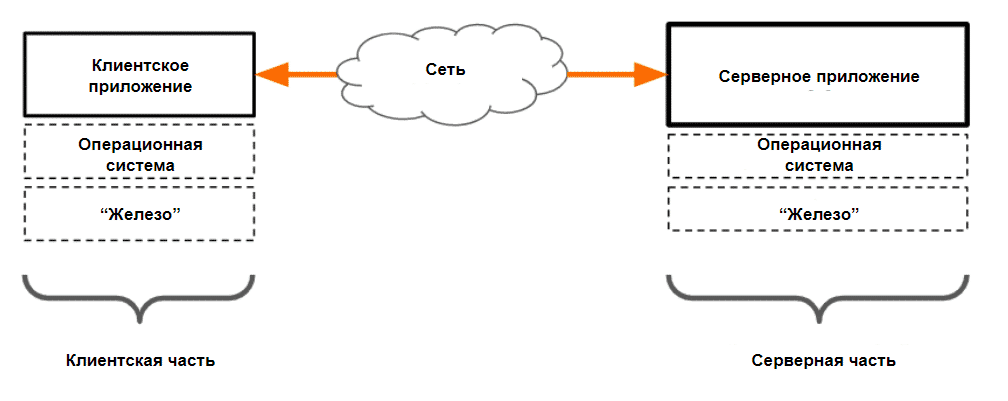 Клиентское
приложение
Сеть
Серверное приложение
Операционная
система
Операционная
система
“Железо”
“Железо”
Клиентская часть
Серверная часть